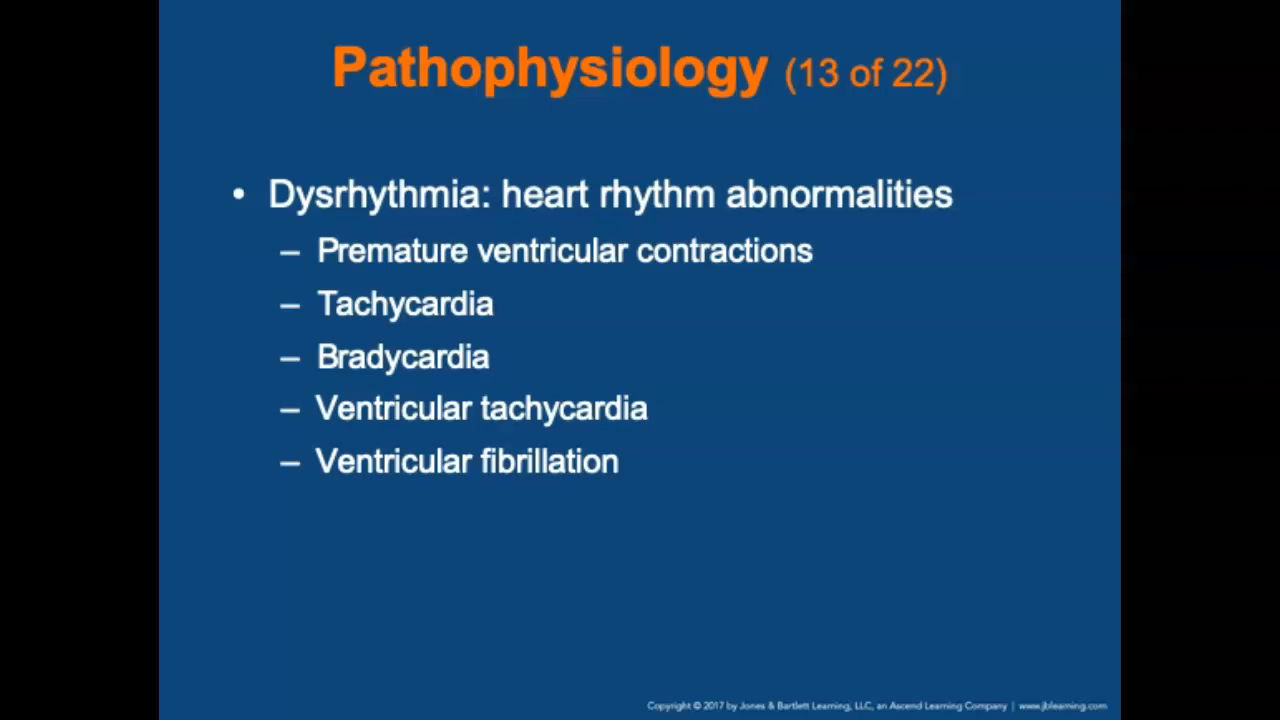 Pathophysiology (13 of 22)
• Dysrhythmia: heart rhythm abnormalities
– Premature ventricular contractions
– Tachycardia
– Bradycardia
– Ventricular tachycardia
– Ventricular fibrillation
Copyright © 2017 by Jones & Bartlett Learning, LLC, an Ascend Learning Company | www.jblearning.com